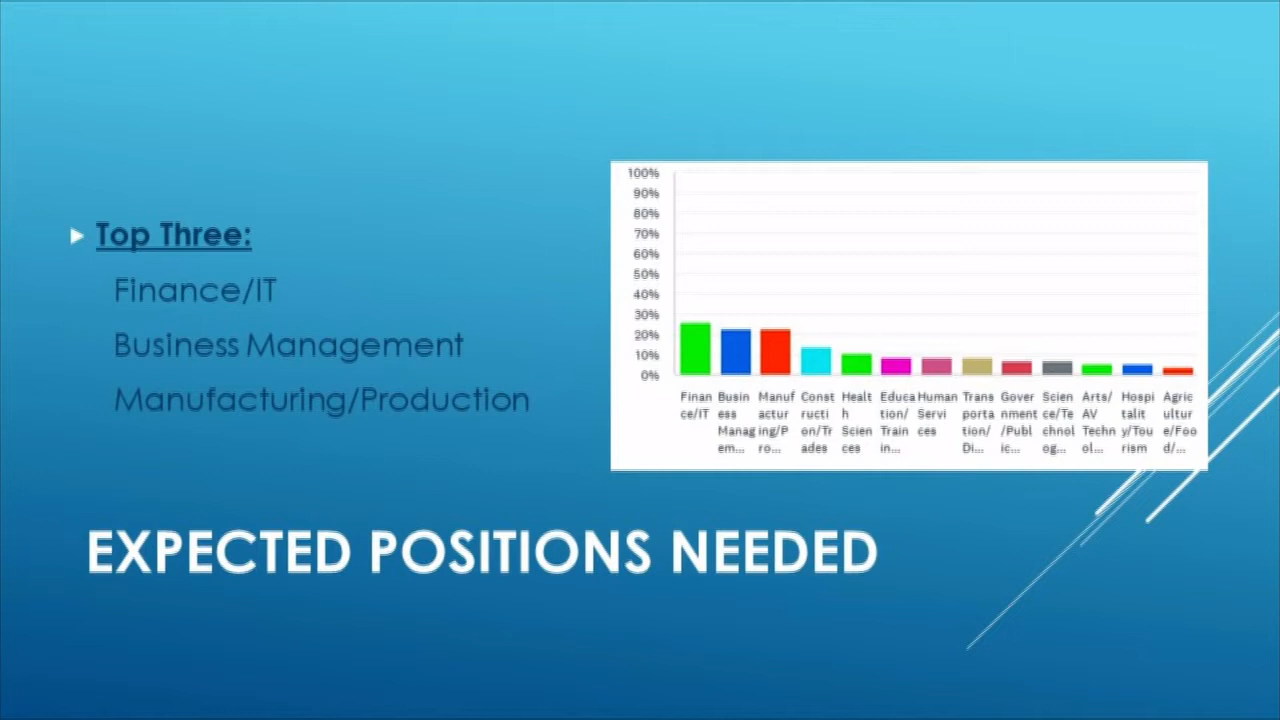 Top Three:
Finance/IT
Business Management
Manufacturing/Production
100%
90%
80%
70%
60%
50%
40%
30%
20%
10%
0%
Finan
ce/IT
Busin
ess
Manag
em...
Manuf
actur
ing/P
ro...
Const
ructi
on/Tr
ades
Healt
h
Scien
ces
Educa
tion/
Train
in...
Human
Servi
ces
Trans
porta
tion/
Di...
Gover
nment
/Publ
ic...
Scien
ce/Te
chnol
og...
Arts/
AV
Techn
ol...
Hospi
talit
y/Tou
rism
Agric
ultur
e/Foo
d/...
EXPECTED POSITIONS NEEDED